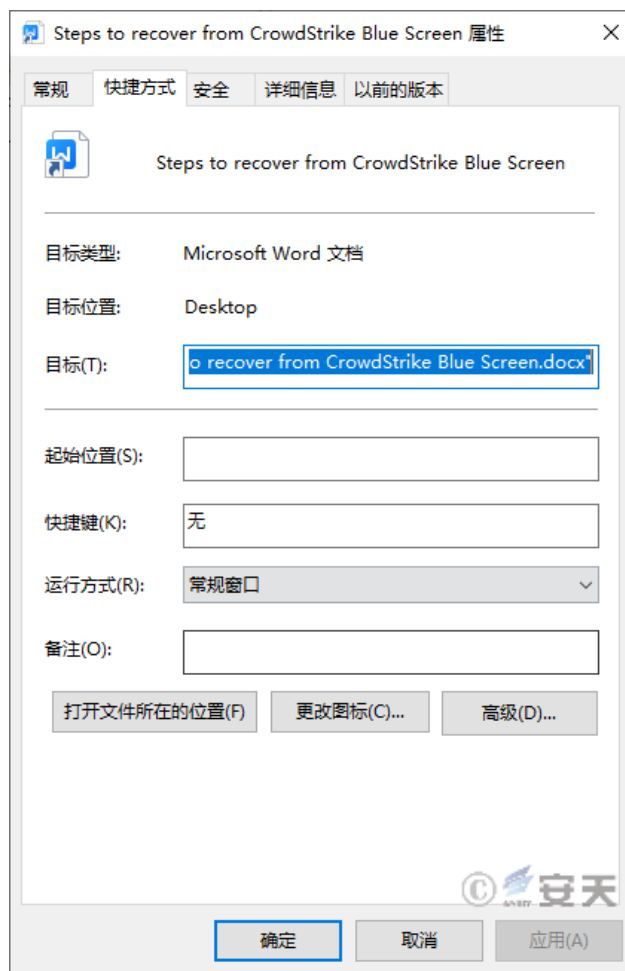 Steps to recover from CrowdStrike Blue Screen 属性
常规 快捷方式 安全 详细信息 以前的版本
Steps to recover from CrowdStrike Blue Screen
目标类型: Microsoft Word 文档
目标位置: Desktop
目标(T): o recover from CrowdStrike Blue Screen.docx"
起始位置(S):
快捷键(K): 无
运行方式(R): 常规窗口
备注(O):
打开文件所在的位置(F) 更改图标(C)... 高级(D)...
© 安天
确定 取消 应用(A)